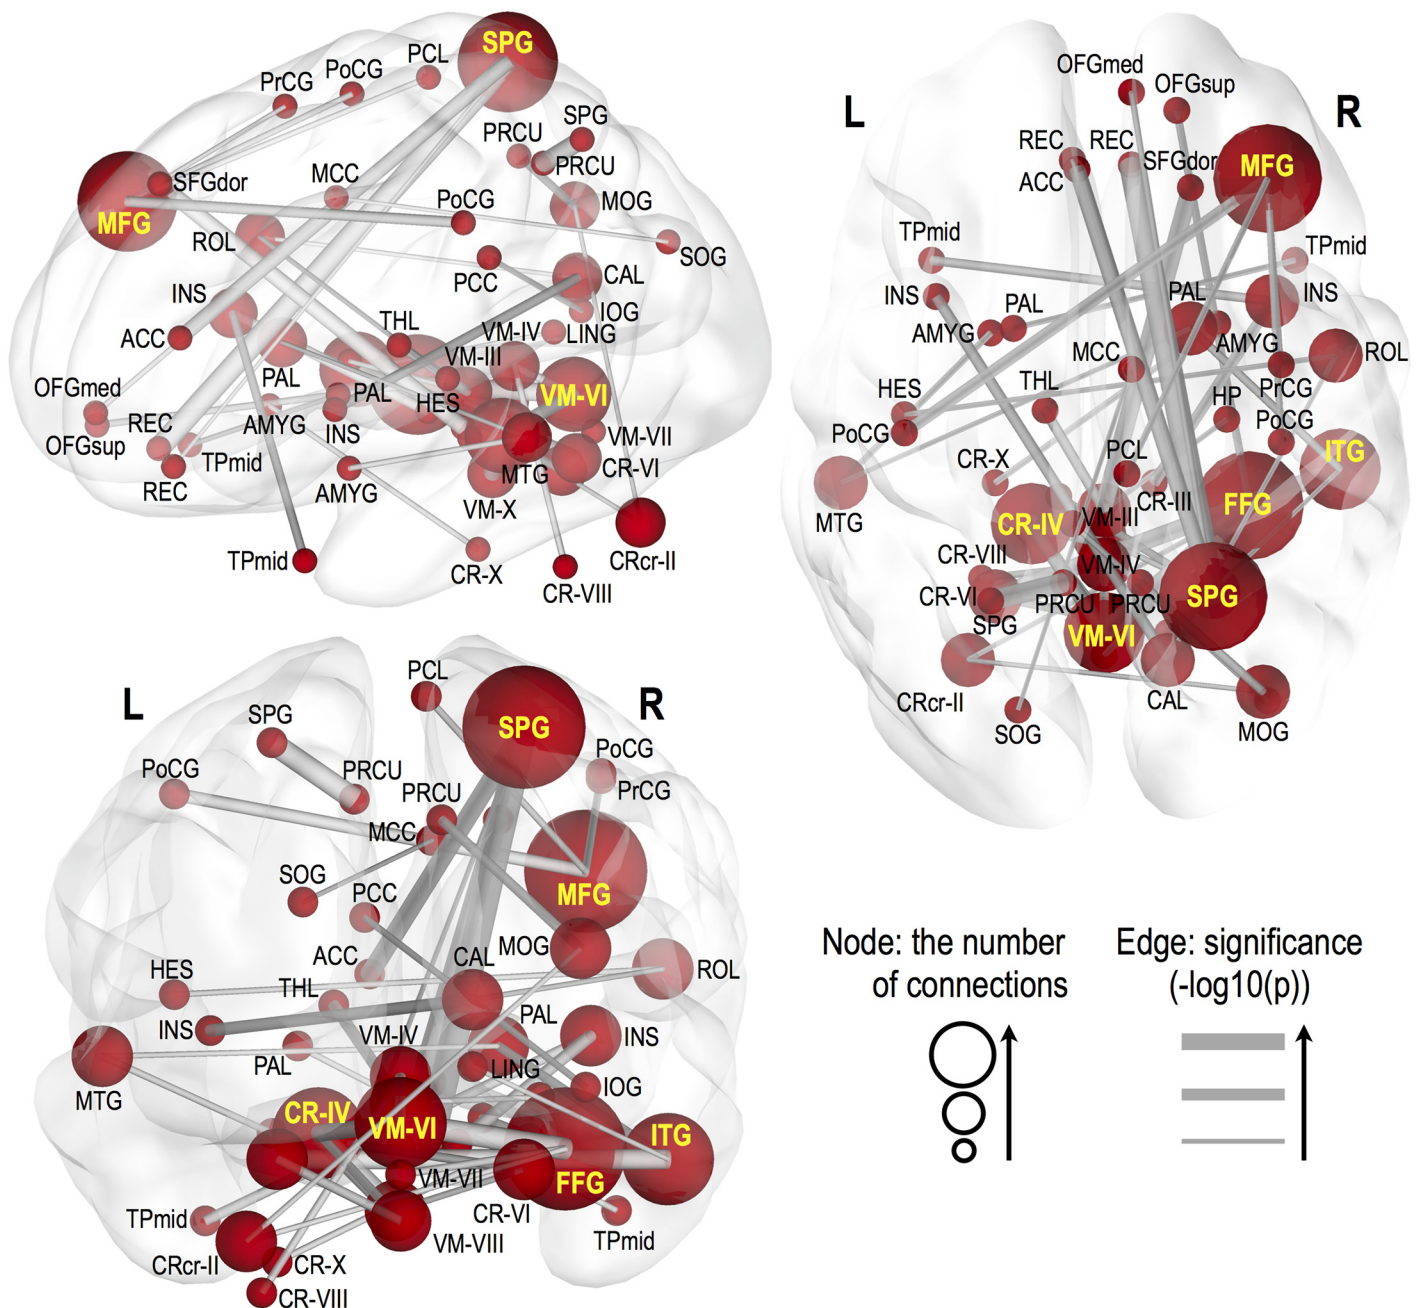 SPG
PCL
PoCG
PrCG
SPG
PRCU
PRCU
SFGdor
MCC
MOG
MFG
PoCG
ROL
SOG
PCC
CAL
INS
IOG
THL
VM-IV
LING
ACC
VM-III
PAL
OFGmed
PAL
HES
VM-VI
REC
AMYG
INS
VM-VII
OFGsup
TPmid
CR-VI
REC
AMYG
MTG
VM-X
TPmid
CR-X
CRcr-II
CR-VIII
OFGmed
OFGsup
L
R
REC
REC
SFGdor
MFG
ACC
TPmid
TPmid
INS
PAL
PAL
INS
AMYG
AMYG
ROL
MCC
HES
THL
PrCG
HP
PoCG
PoCG
ITG
CR-X
PCL
MTG
CR-III
FFG
CR-IV
VM-III
CR-VIII
VM-IV
CR-VI
PRCU
PRCU
SPG
SPG
VM-VI
CRcr-II
CAL
SOG
MOG
L
R
PCL
SPG
SPG
PoCG
PoCG
PRCU
PRCU
PrCG
MCC
SOG
PCC
MFG
ACC
CAL
MOG
HES
THL
ROL
INS
VM-IV
PAL
INS
PAL
LING
IOG
MTG
CR-IV
VM-VI
ITG
VM-VII
FFG
TPmid
CR-VI
TPmid
CRcr-II
CR-X
VM-VIII
CR-VIII
Node: the number
of connections
Edge: significance
(-log10(p))